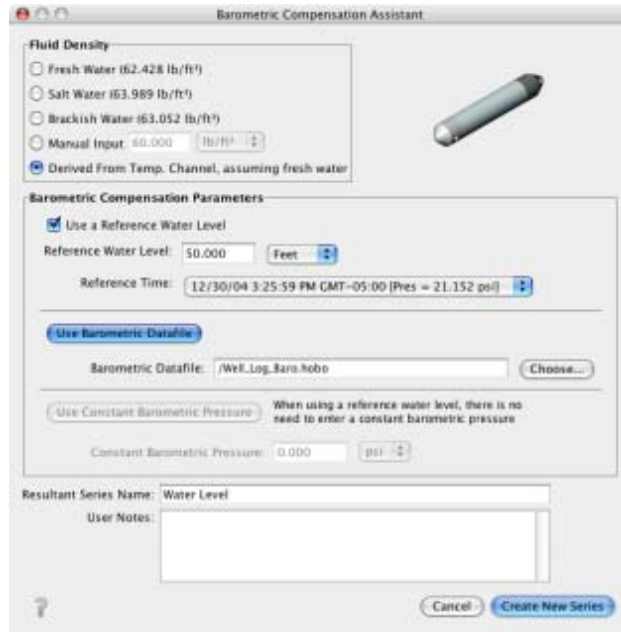 Barometric Compensation Assistant
Fluid Density
Fresh Water (62.428 lb/ft³)
Salt Water (63.989 lb/ft³)
Brackish Water (63.052 lb/ft³)
Manual Input 60.000 lb/ft³
Derived From Temp. Channel, assuming fresh water
Barometric Compensation Parameters
Use a Reference Water Level
Reference Water Level: 50.000 Feet
Reference Time: 12/30/04 3:25:59 PM GMT-05:00 [Pres = 21.152 psi]
Use Barometric Datafile
Barometric Datafile: /Well_Log_Baro.hobo Choose...
Use Constant Barometric Pressure When using a reference water level, there is no
need to enter a constant barometric pressure
Constant Barometric Pressure: 0.000 psi
Resultant Series Name: Water Level
User Notes:
? Cancel Create New Series